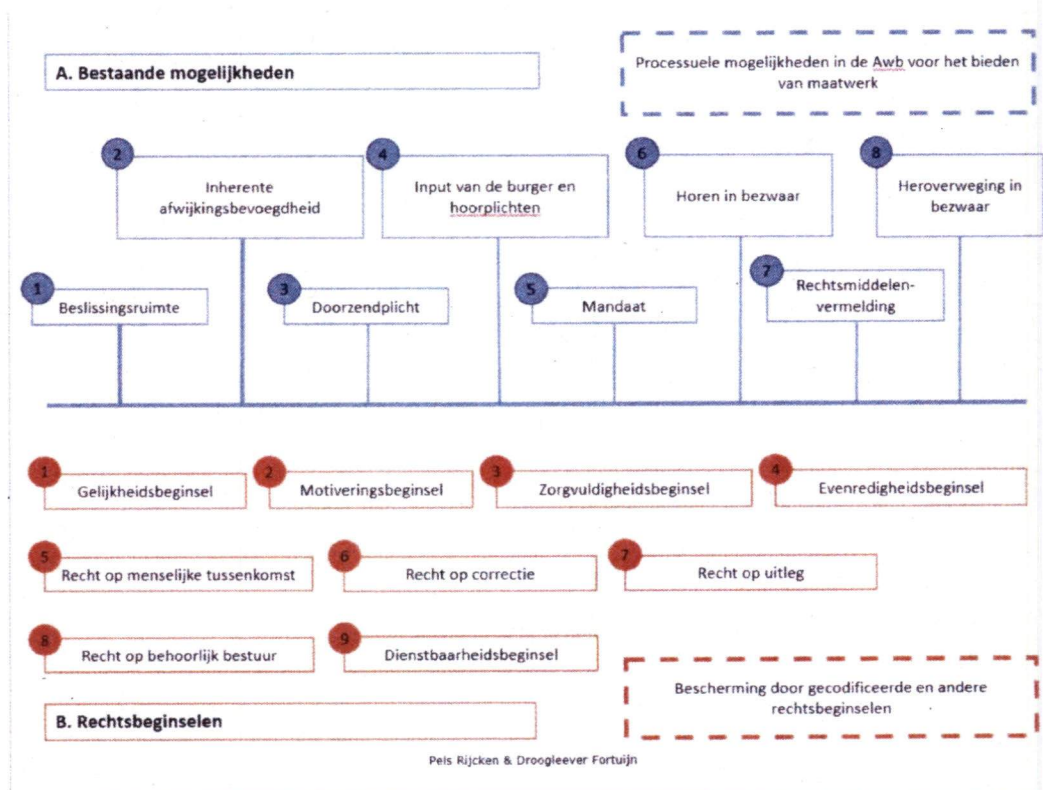 A. Bestaande mogelijkheden
Processuele mogelijkheden in de Awb voor het bieden
van maatwerk
2
Inherente
afwijkingsbevoegdheid
4
Input van de burger en
hoorplichten
6
Horen in bezwaar
8
Heroverweging in
bezwaar
1
Beslissingsruimte
3
Doorzendplicht
5
Mandaat
7
Rechtsmiddelen-
vermelding
1
Gelijkheidsbeginsel
2
Motiveringsbeginsel
3
Zorgvuldigheidsbeginsel
4
Evenredigheidsbeginsel
5
Recht op menselijke tussenkomst
6
Recht op correctie
7
Recht op uitleg
8
Recht op behoorlijk bestuur
9
Dienstbaarheidsbeginsel
Bescherming door gecodificeerde en andere
rechtsbeginselen
B. Rechtsbeginselen
Pels Rijcken & Droogleever Fortuijn